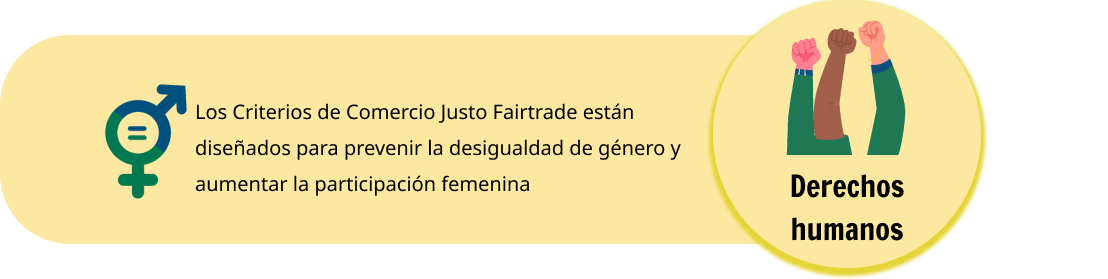 Los Criterios de Comercio Justo Fairtrade están
diseñados para prevenir la desigualdad de género y
aumentar la participación femenina
Derechos
humanos